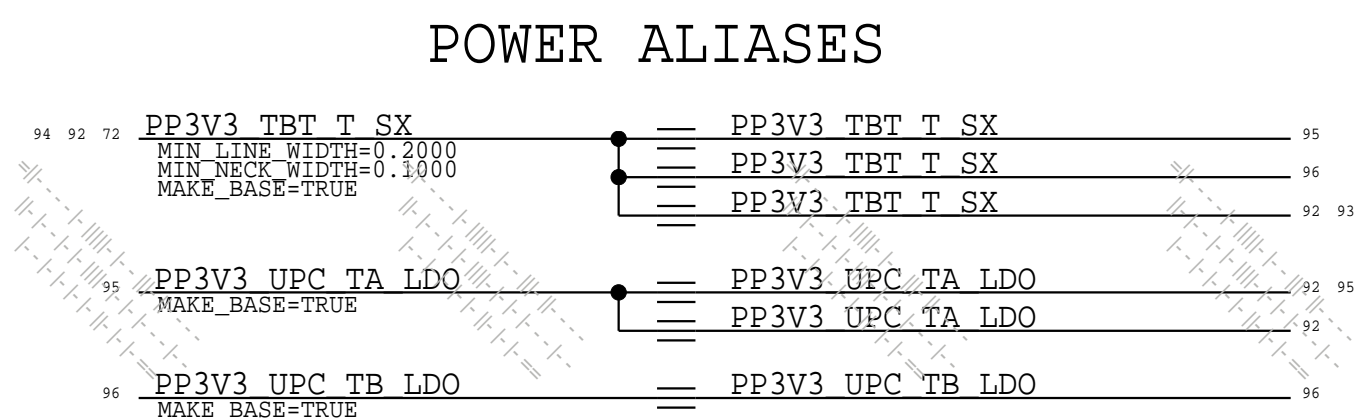 POWER ALIASES
94 92 72 PP3V3_TBT_T_SX PP3V3_TBT_T_SX 95
MIN_LINE_WIDTH=0.2000
MIN_NECK_WIDTH=0.1000
MAKE_BASE=TRUE
PP3V3_TBT_T_SX 96
PP3V3_TBT_T_SX 92 93
95 PP3V3_UPC_TA_LDO PP3V3_UPC_TA_LDO 92 95
MAKE_BASE=TRUE
PP3V3_UPC_TA_LDO 92
96 PP3V3_UPC_TB_LDO PP3V3_UPC_TB_LDO 96
MAKE_BASE=TRUE